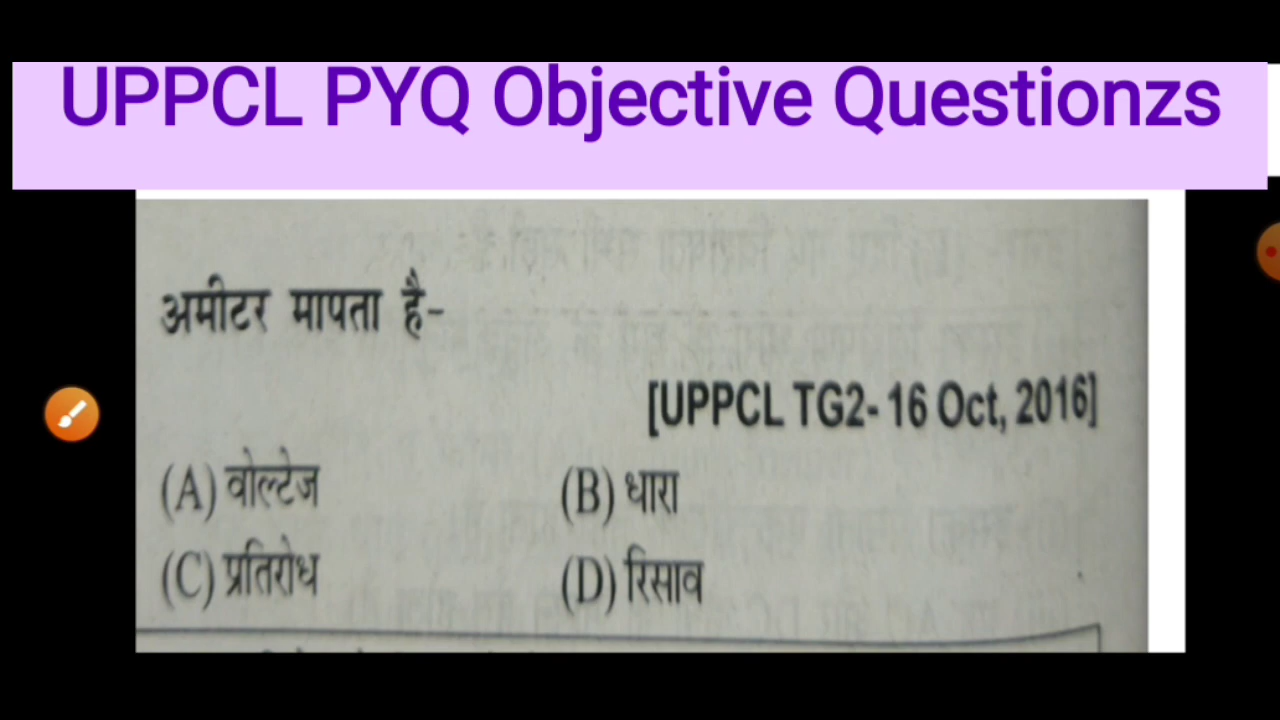 UPPCL PYQ Objective Questionzs
अमीटर मापता है-
[UPPCL TG2- 16 Oct, 2016]
(A) वोल्टेज (B) धारा
(C) प्रतिरोध (D) रिसाव